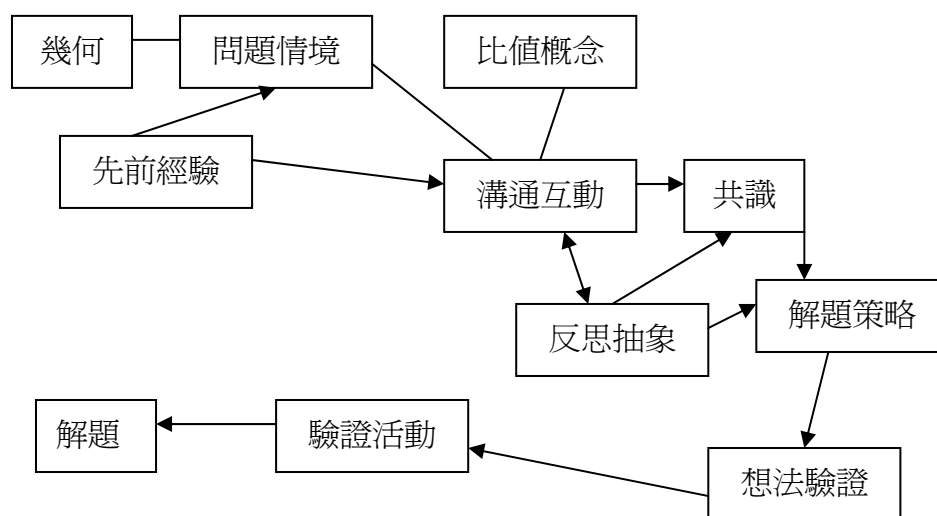 幾何
問題情境
比值概念
先前經驗
溝通互動
共識
解題策略
反思抽象
解題
驗證活動
想法驗證